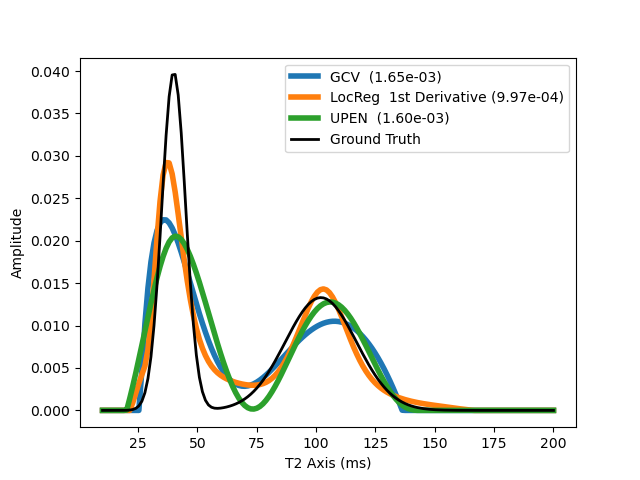 GCV (1.65e-03)
LocReg 1st Derivative (9.97e-04)
UPEN (1.60e-03)
Ground Truth
0.040
0.035
0.030
0.025
0.020
0.015
0.010
0.005
0.000
Amplitude
25 50 75 100 125 150 175 200
T2 Axis (ms)